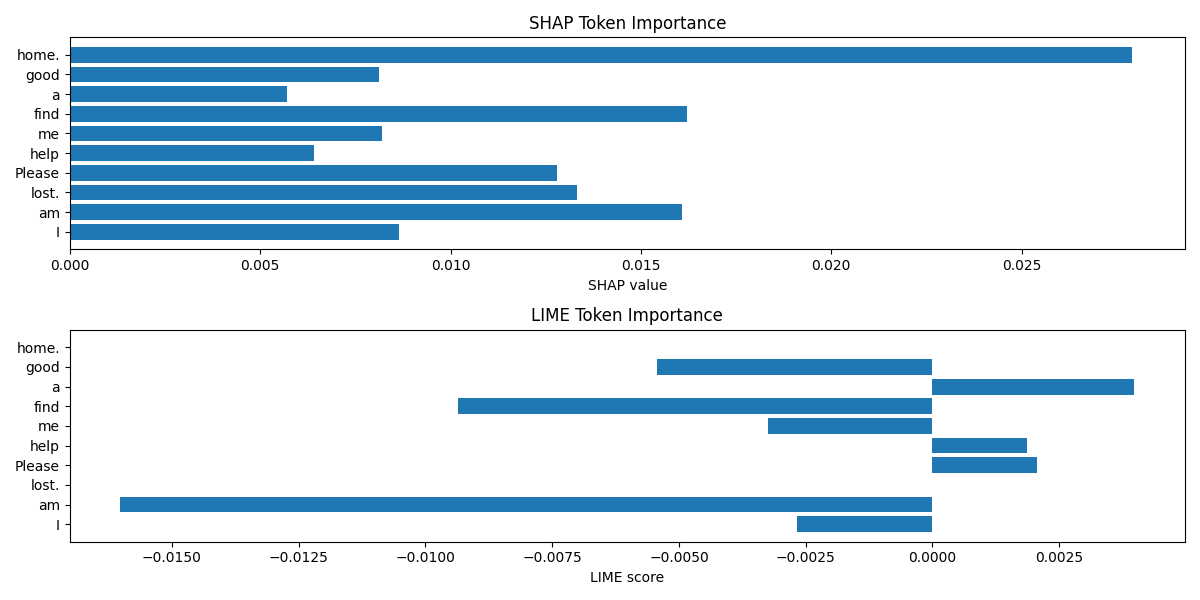 SHAP Token Importance
home.
good
a
find
me
help
Please
lost.
am
I
0.000 0.005 0.010 0.015 0.020 0.025
SHAP value
LIME Token Importance
home.
good
a
find
me
help
Please
lost.
am
I
−0.0150 −0.0125 −0.0100 −0.0075 −0.0050 −0.0025 0.0000 0.0025
LIME score